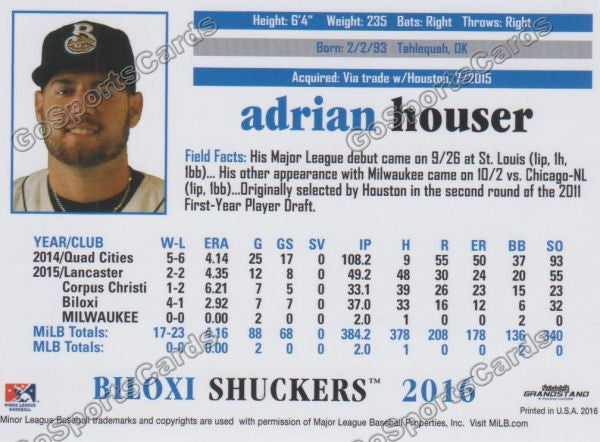 Height: 6'4" Weight: 235 Bats: Right Throws: Right
Born: 2/2/93 Tahlequah, OK
Acquired: Via trade w/Houston, 7/2015
adrian houser
Field Facts: His Major League debut came on 9/26 at St. Louis (1ip, 1h,
1bb)... His other appearance with Milwaukee came on 10/2 vs. Chicago-NL
(1ip, 1bb)...Originally selected by Houston in the second round of the 2011
First-Year Player Draft.
YEAR/CLUB W-L ERA G GS SV IP H R ER BB SO
2014/Quad Cities 5-6 4.14 25 17 0 108.2 9 55 50 37 93
2015/Lancaster 2-2 4.35 12 8 0 49.2 48 30 24 20 55
Corpus Christi 1-2 6.21 7 5 0 33.1 39 26 23 15 23
Biloxi 4-1 2.92 7 7 0 37.0 33 16 12 6 32
MILWAUKEE 0-0 0.00 2 0 0 2.0 1 0 0 2 0
MiLB Totals: 17-23 4.16 88 68 0 384.2 378 208 178 136 340
MLB Totals: 0-0 0.00 2 0 0 2.0 1 0 0 2 0
MINOR LEAGUE
BASEBALL
BILOXI SHUCKERS™ 2016
GRANDSTAND
Printed in U.S.A. 2016
Minor League Baseball trademarks and copyrights are used with permission of Major League Baseball Properties, Inc. Visit MiLB.com
GoSportsCards
GoSportsCards
GoSportsCards
GoSportsCards
GoSportsCards